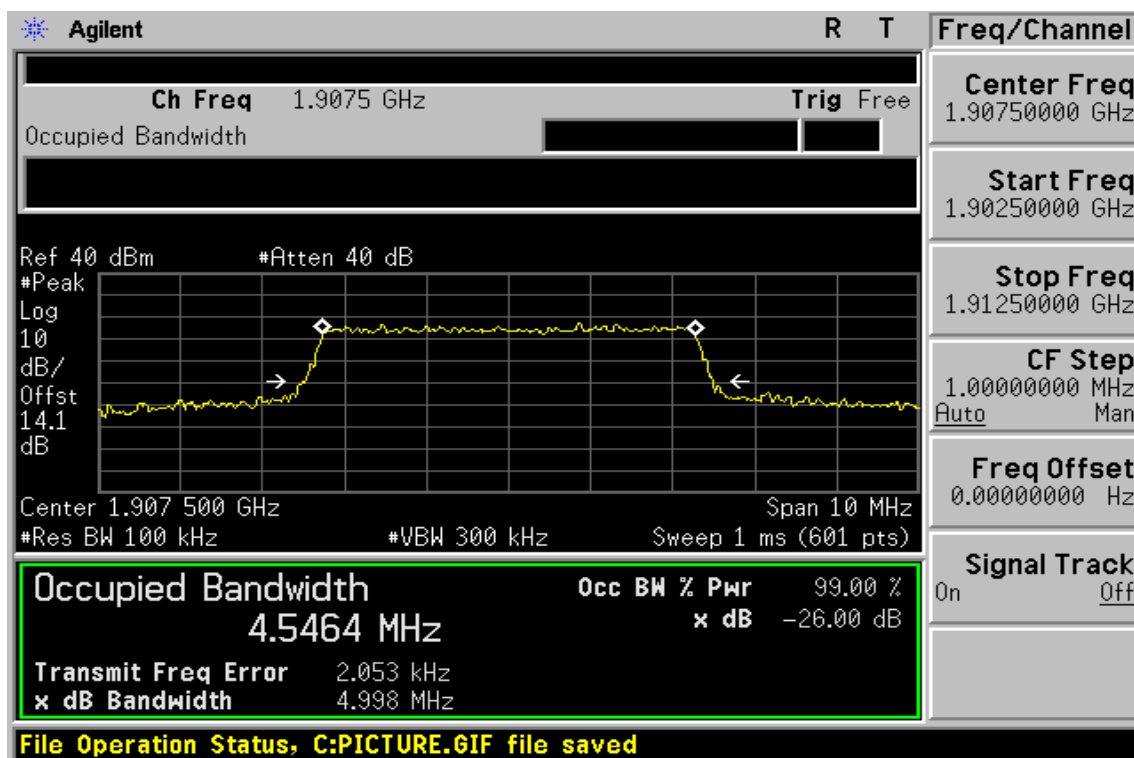 Agilent R T
Ch Freq 1.9075 GHz Trig Free
Occupied Bandwidth
Ref 40 dBm #Atten 40 dB
#Peak
Log
10
dB/
Offst
14.1
dB
Center 1.907 500 GHz Span 10 MHz
#Res BW 100 kHz #VBW 300 kHz Sweep 1 ms (601 pts)
Occupied Bandwidth
4.5464 MHz
Occ BW % Pwr 99.00 %
x dB -26.00 dB
Transmit Freq Error 2.053 kHz
x dB Bandwidth 4.998 MHz
File Operation Status, C:PICTURE.GIF file saved
Freq/Channel
Center Freq
1.90750000 GHz
Start Freq
1.90250000 GHz
Stop Freq
1.91250000 GHz
CF Step
1.00000000 MHz
Auto Man
Freq Offset
0.00000000 Hz
Signal Track
On Off